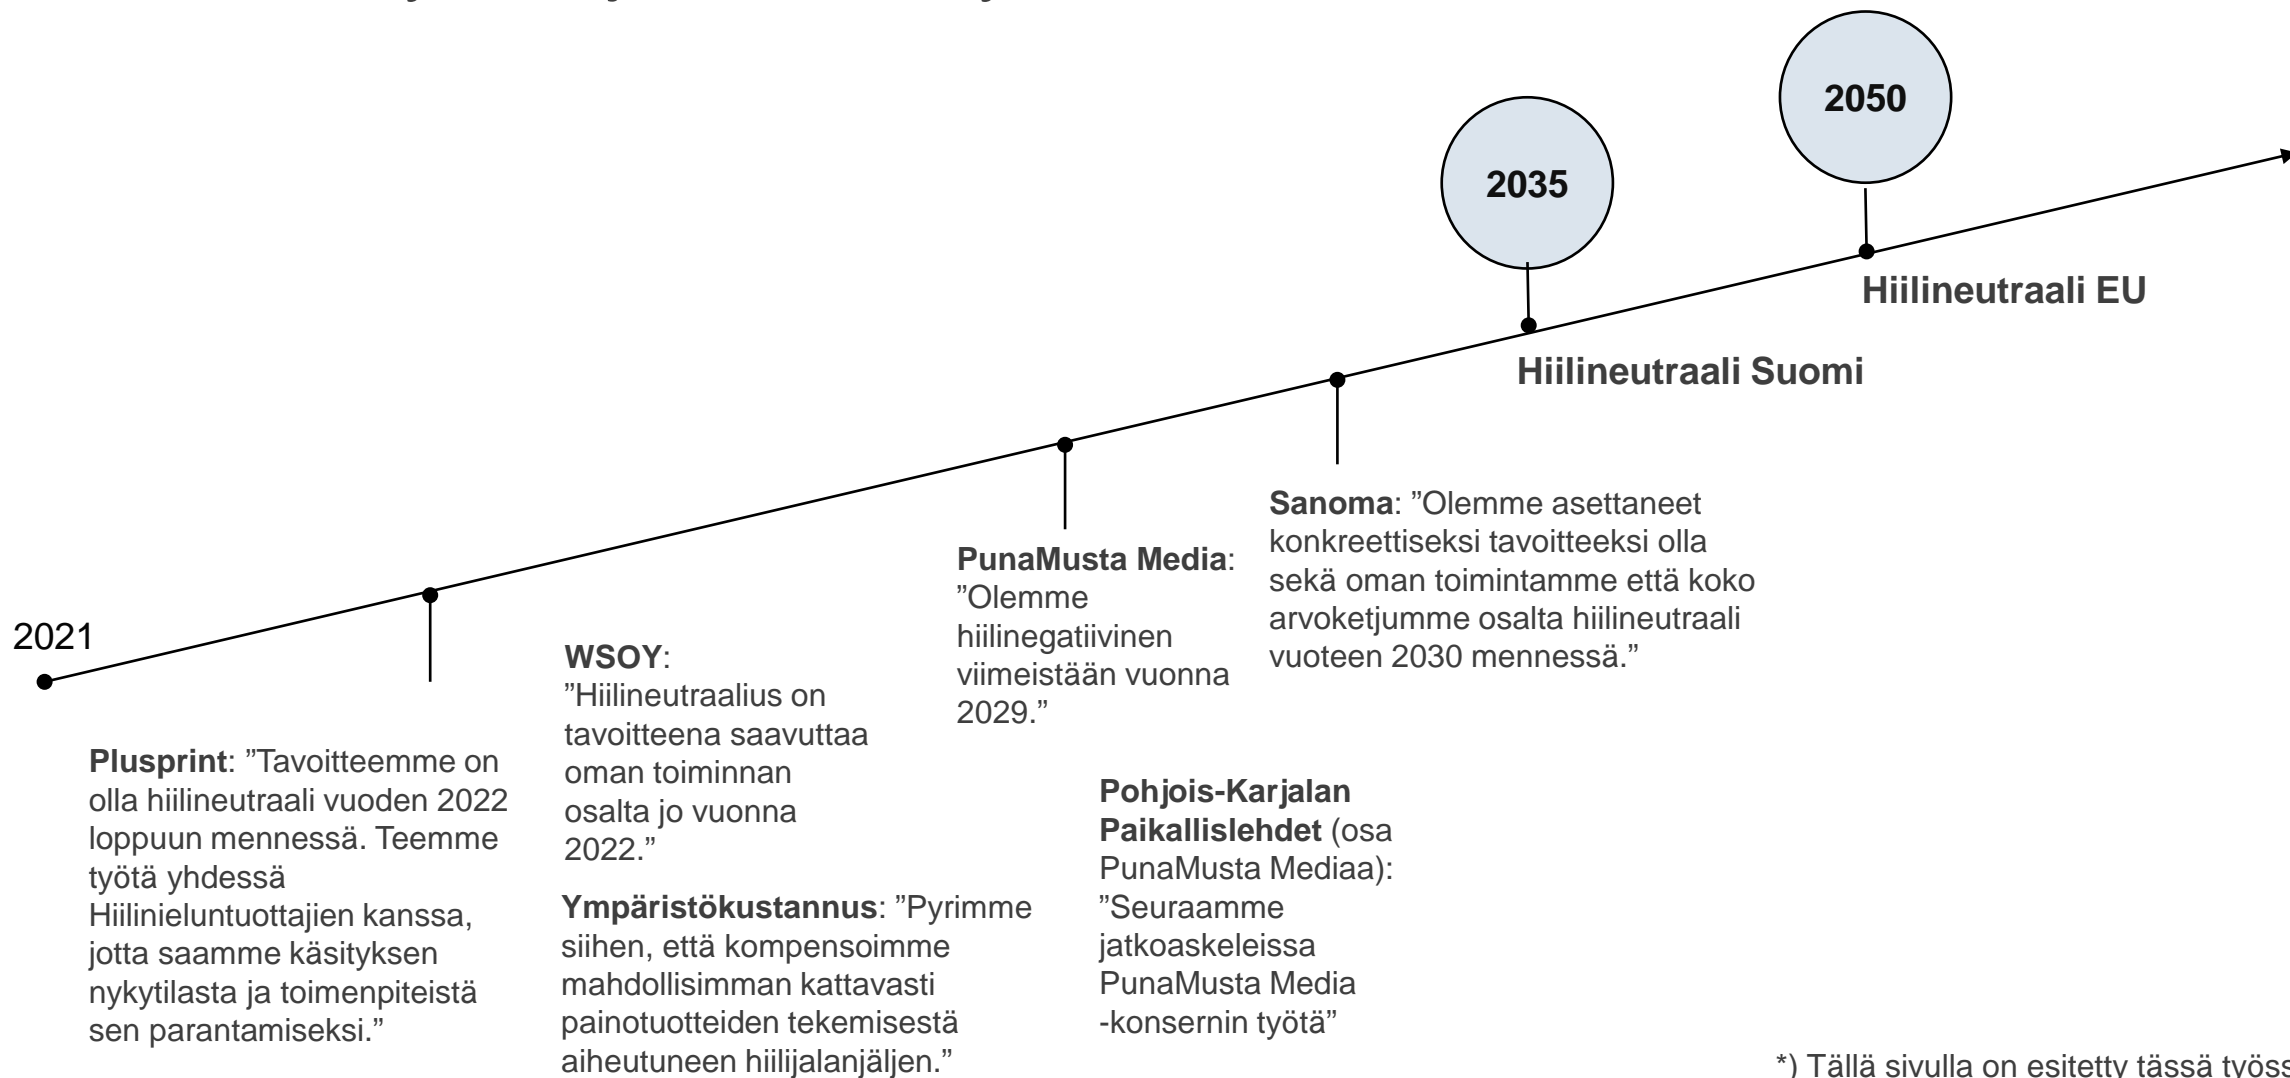 2050
2035
Hiilineutraali EU
Hiilineutraali Suomi
2021
Plusprint: ”Tavoitteemme on
olla hiilineutraali vuoden 2022
loppuun mennessä. Teemme
työtä yhdessä
Hiilinieluntuottajien kanssa,
jotta saamme käsityksen
nykytilasta ja toimenpiteistä
sen parantamiseksi.”
WSOY:
”Hiilineutraalius on
tavoitteena saavuttaa
oman toiminnan
osalta jo vuonna
2022.”
Ympäristökustannus: ”Pyrimme
siihen, että kompensoimme
mahdollisimman kattavasti
painotuotteiden tekemisestä
aiheutuneen hiilijalanjäljen.”
PunaMusta Media:
”Olemme
hiilinegatiivinen
viimeistään vuonna
2029.”
Pohjois-Karjalan
Paikallislehdet (osa
PunaMusta Mediaa):
”Seuraamme
jatkoaskeleissa
PunaMusta Media
-konsernin työtä”
Sanoma: ”Olemme asettaneet
konkreettiseksi tavoitteeksi olla
sekä oman toimintamme että koko
arvoketjumme osalta hiilineutraali
vuoteen 2030 mennessä.”
*) Tällä sivulla on esitetty tässä työss